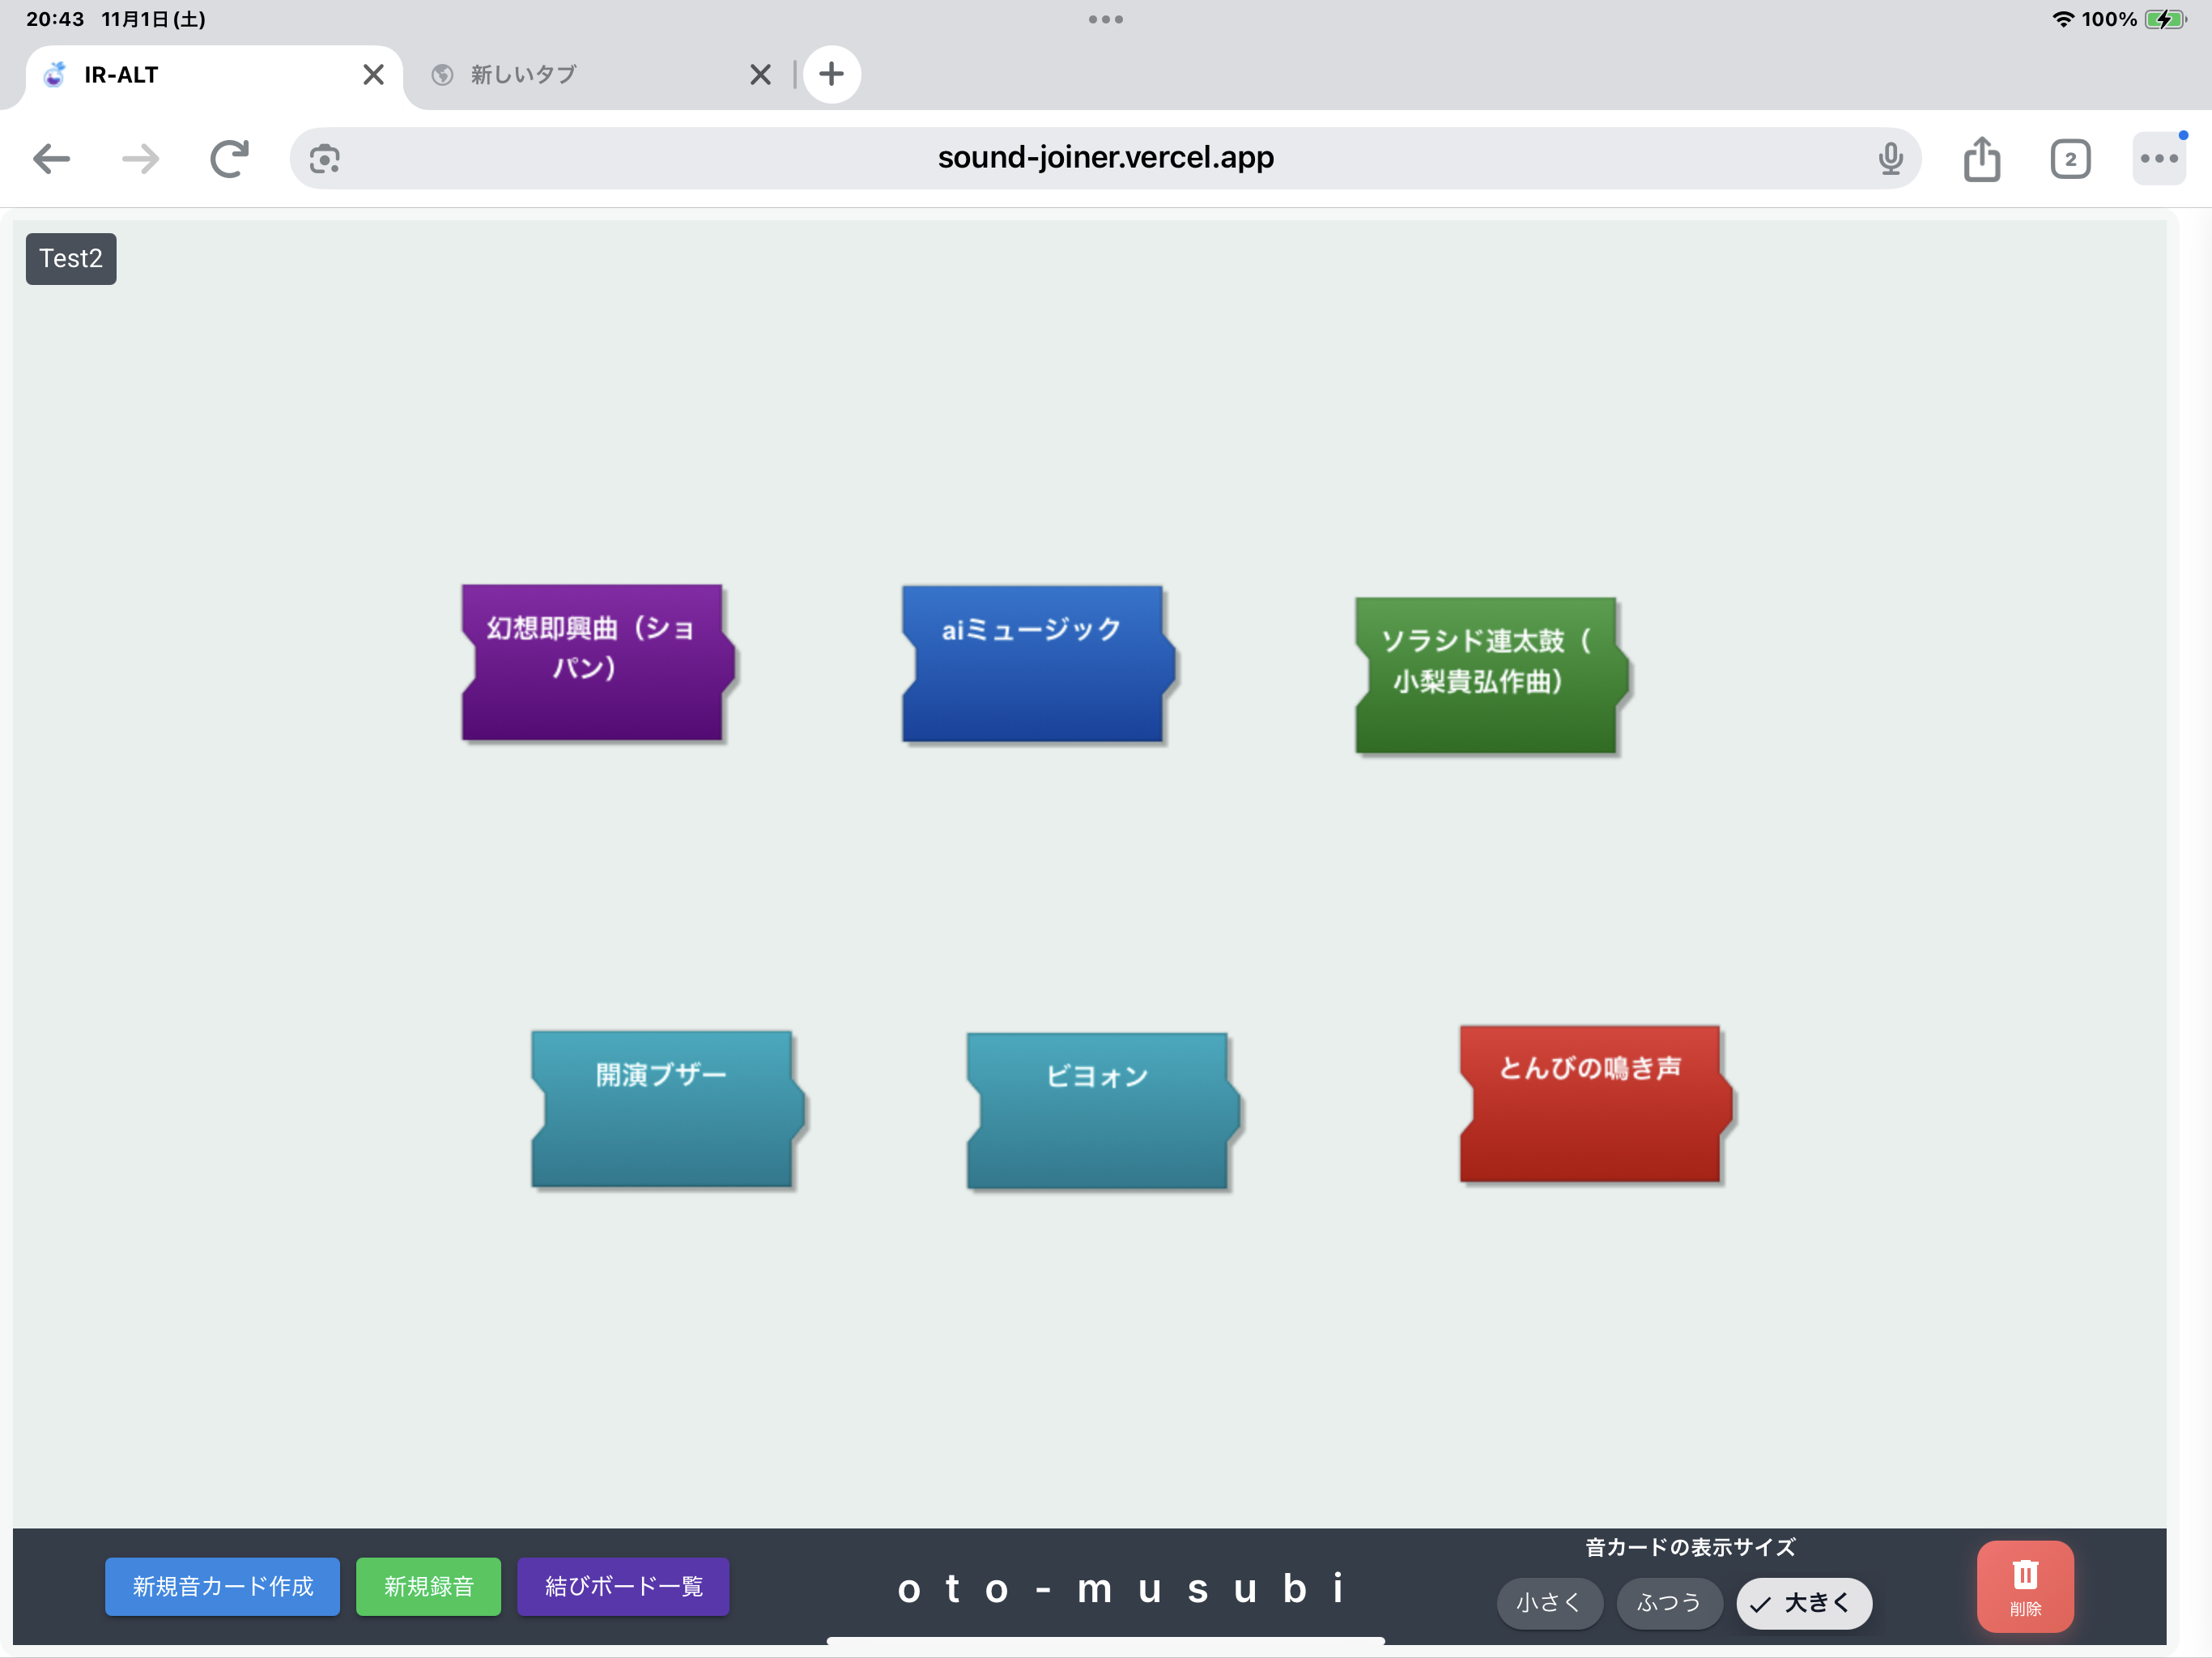 20:43 11月1日(土)
100%
IR-ALT
新しいタブ
sound-joiner.vercel.app
2
Test2
幻想即興曲（ショ
パン）
aiミュージック
ソラシド連太鼓（
小梨貴弘作曲）
開演ブザー
ビヨォン
とんびの鳴き声
音カードの表示サイズ
新規音カード作成
新規録音
結びボード一覧
oto-musubi
小さく
ふつう
大きく
削除